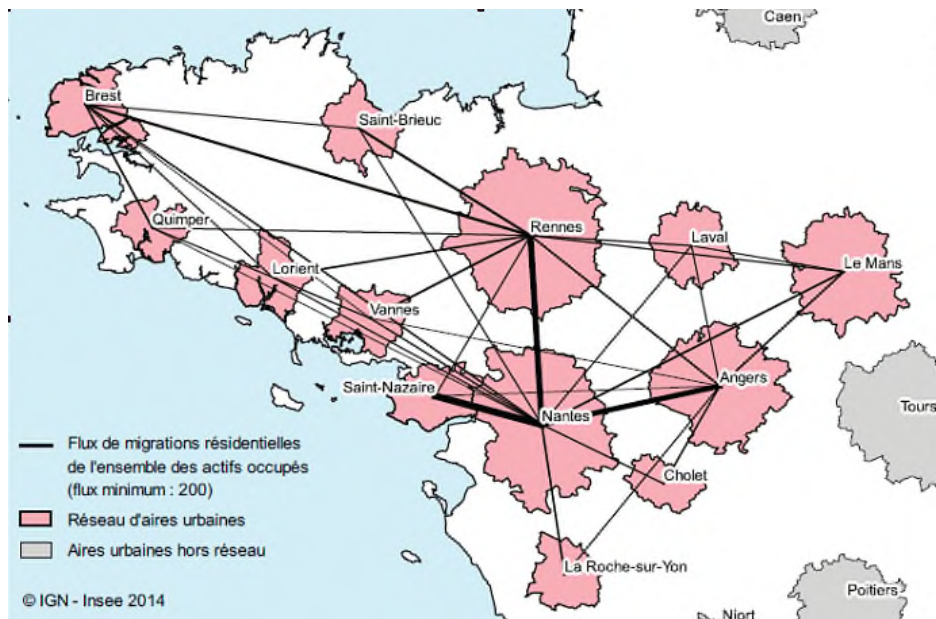 Caen
Brest
Saint-Brieuc
Quimper
Rennes
Laval
Lorient
Le Mans
Vannes
Saint-Nazaire
Angers
Nantes
Tours
Flux de migrations résidentielles
de l'ensemble des actifs occupés
(flux minimum : 200)
Cholet
Réseau d'aires urbaines
Aires urbaines hors réseau
La Roche-sur-Yon
Poitiers
© IGN - Insee 2014
Niort